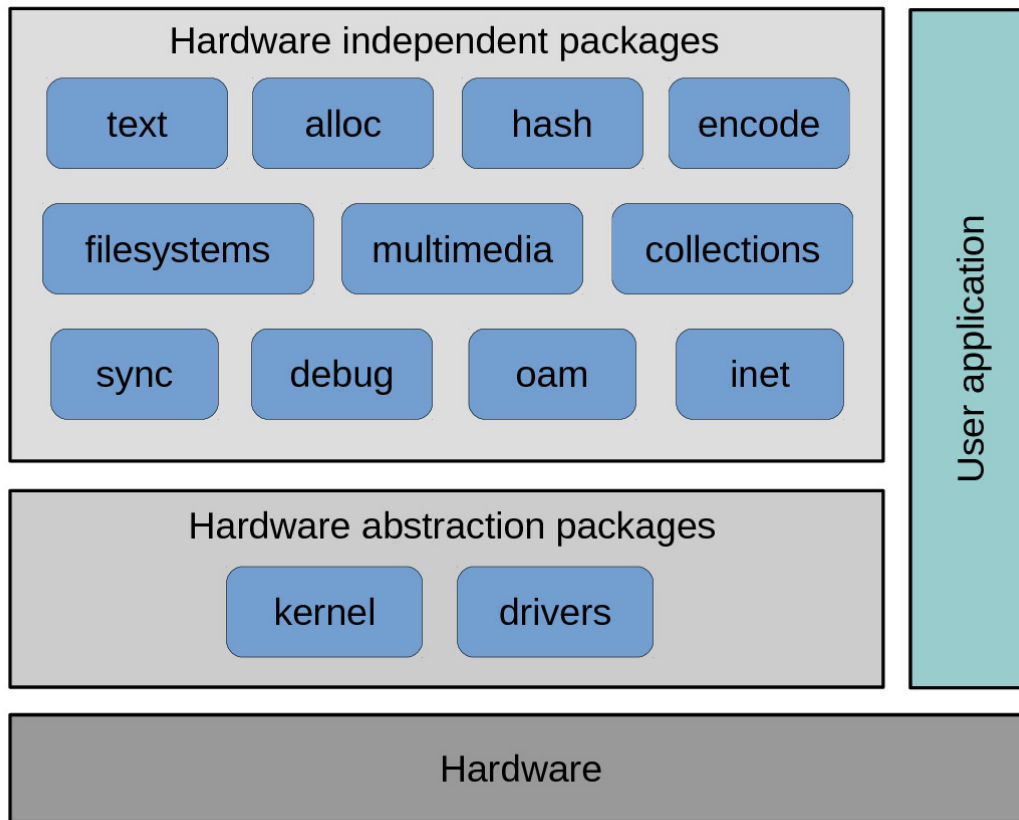 Hardware independent packages
text
alloc
hash
encode
filesystems
multimedia
collections
sync
debug
oam
inet
User application
Hardware abstraction packages
kernel
drivers
Hardware